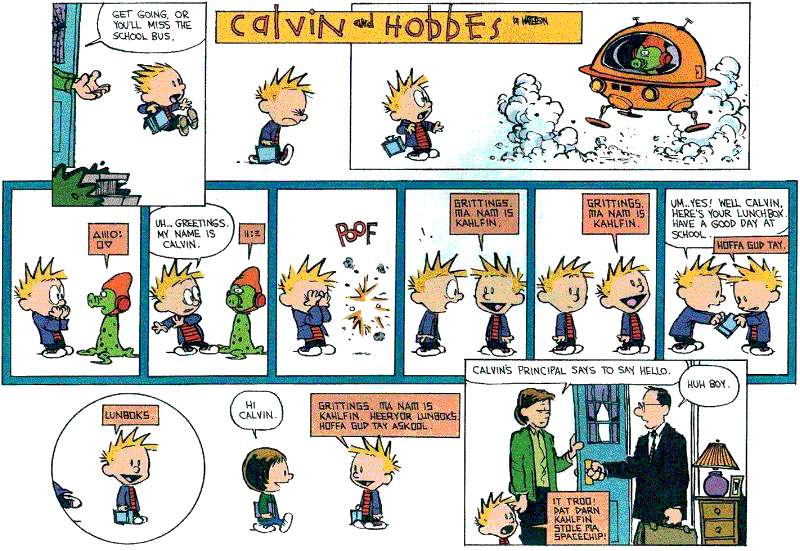 GET GOING, OR
YOU'LL MISS THE
SCHOOL BUS.
Calvin and HOBBES
by WATTERSON
UH.. GREETINGS.
MY NAME IS
CALVIN.
POOF
GRITTINGS.
MA NAM IS
KAHLFIN.
GRITTINGS.
MA NAM IS
KAHLFIN.
UM..YES! WELL CALVIN,
HERE'S YOUR LUNCHBOX.
HAVE A GOOD DAY AT
SCHOOL...
HOFFA GUD TAY.
LUNBOKS.
HI
CALVIN.
GRITTINGS. MA NAM IS
KAHLFIN. HEERYOR LUNBOKS.
HOFFA GUD TAY ASKOOL.
CALVIN'S PRINCIPAL SAYS TO SAY HELLO.
HUH BOY.
IT TROO!
DAT DARN
KAHLFIN
STOLE MA
SPACECHIP!